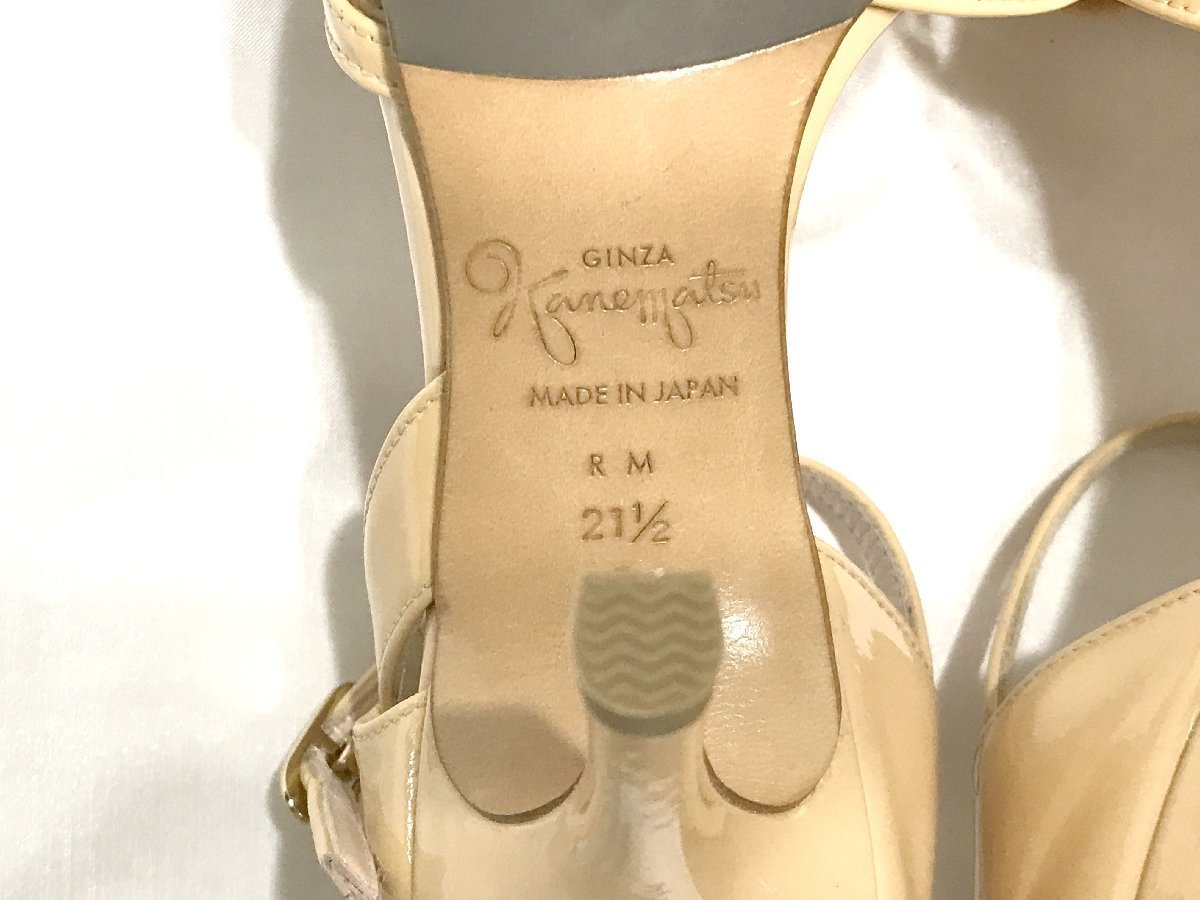 GINZA
Kanematsu
MADE IN JAPAN
R M
21½